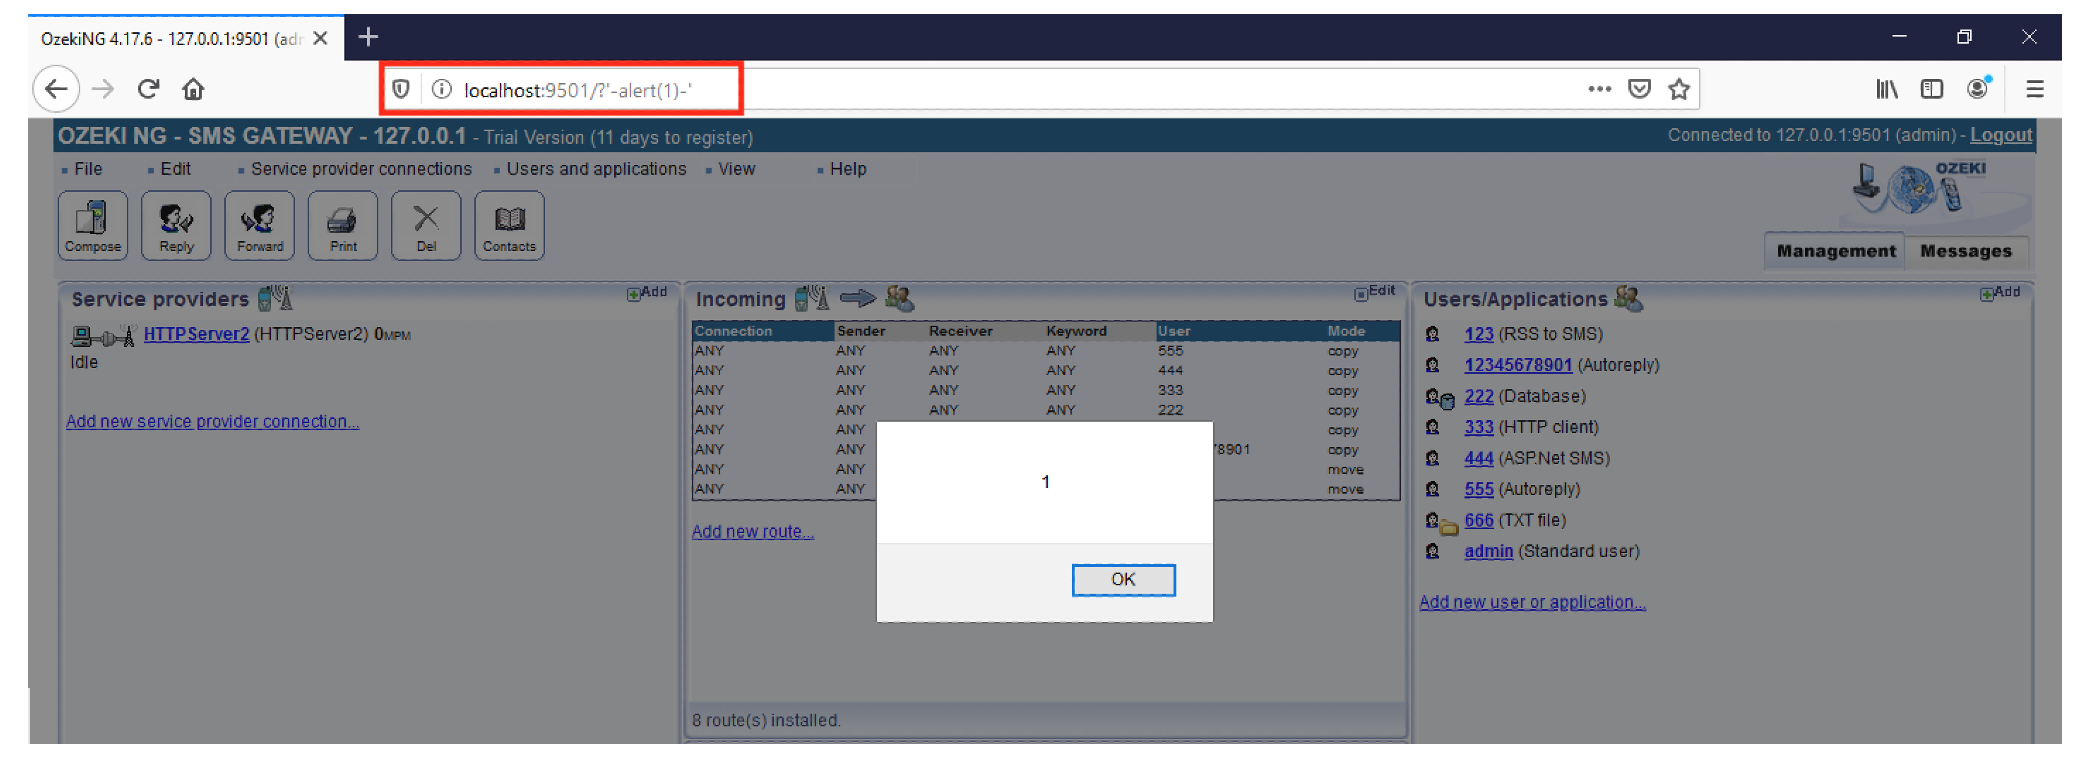 OzekiNG 4.17.6 - 127.0.0.1:9501 (adr
localhost:9501/?'-alert(1)-'
OZEKI NG - SMS GATEWAY - 127.0.0.1 - Trial Version (11 days to register)
Connected to 127.0.0.1:9501 (admin) - Logout
File Edit Service provider connections Users and applications View Help
OZEKI
Compose Reply Forward Print Del Contacts
Management Messages
Service providers Add
HTTPServer2 (HTTPServer2) 0MPM
Idle
Add new service provider connection...
Incoming Edit
Connection Sender Receiver Keyword User Mode
ANY ANY ANY ANY 555 copy
ANY ANY ANY ANY 444 copy
ANY ANY ANY ANY 333 copy
ANY ANY ANY ANY 222 copy
ANY ANY copy
ANY ANY 78901 copy
ANY ANY move
ANY ANY move
Add new route...
8 route(s) installed.
1
OK
Users/Applications Add
123 (RSS to SMS)
12345678901 (Autoreply)
222 (Database)
333 (HTTP client)
444 (ASP.Net SMS)
555 (Autoreply)
666 (TXT file)
admin (Standard user)
Add new user or application...